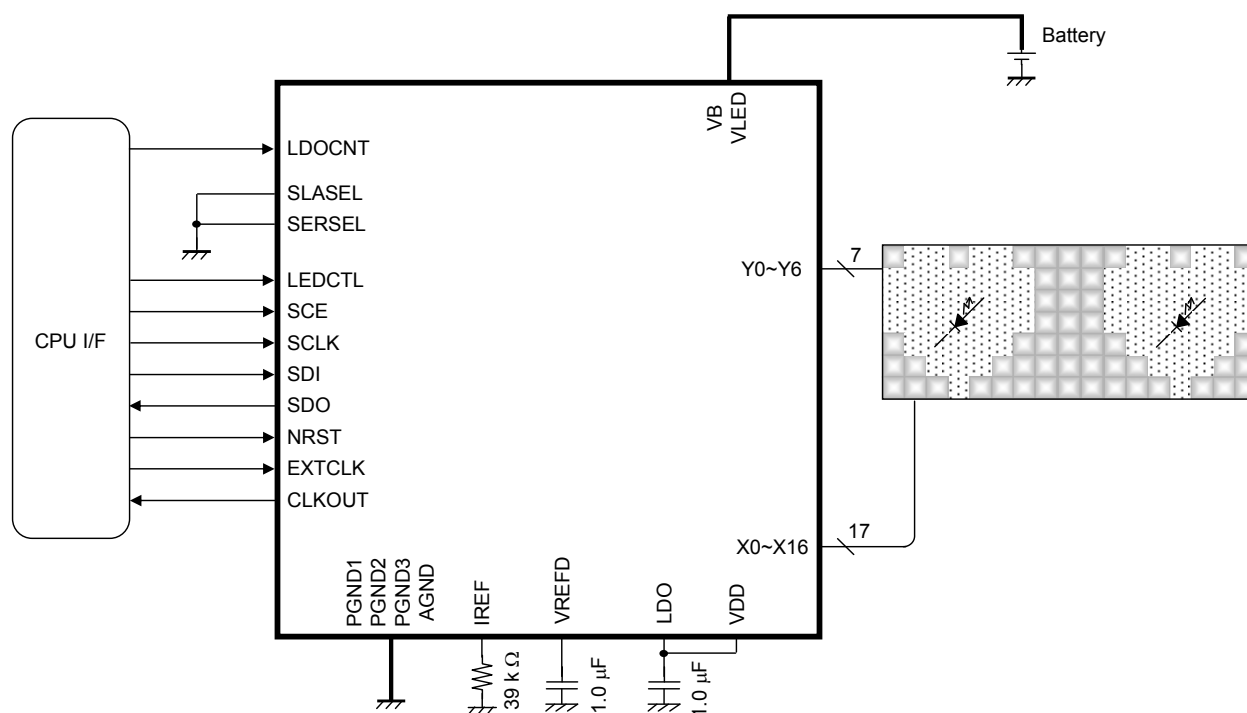 Battery
VB
VLED
LDOCNT
SLASEL
SERSEL
LEDCTL
SCE
SCLK
SDI
SDO
NRST
EXTCLK
CLKOUT
CPU I/F
Y0~Y6
7
X0~X16
17
PGND1
PGND2
PGND3
AGND
IREF
VREFD
LDO
VDD
39 k Ω
1.0 μF
1.0 μF